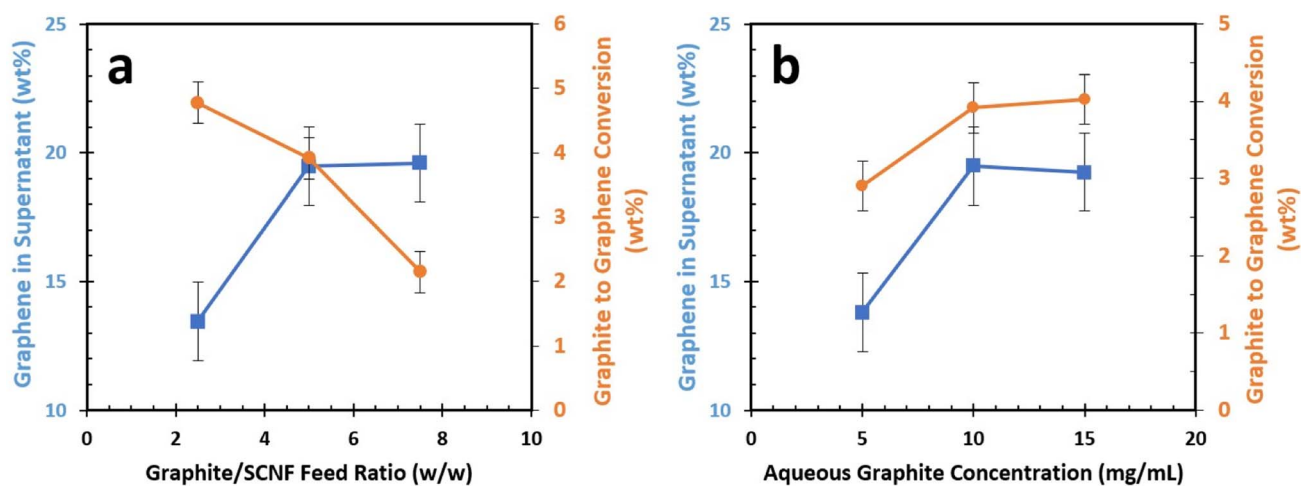 a
Graphene in Supernatant (wt%)
25
20
15
10
6
5
4
3
2
1
0
Graphite to Graphene Conversion
(wt%)
0 2 4 6 8 10
Graphite/SCNF Feed Ratio (w/w)
b
Graphene in Supernatant (wt%)
25
20
15
10
5
4
3
2
1
0
Graphite to Graphene Conversion
(wt%)
0 5 10 15 20
Aqueous Graphite Concentration (mg/mL)